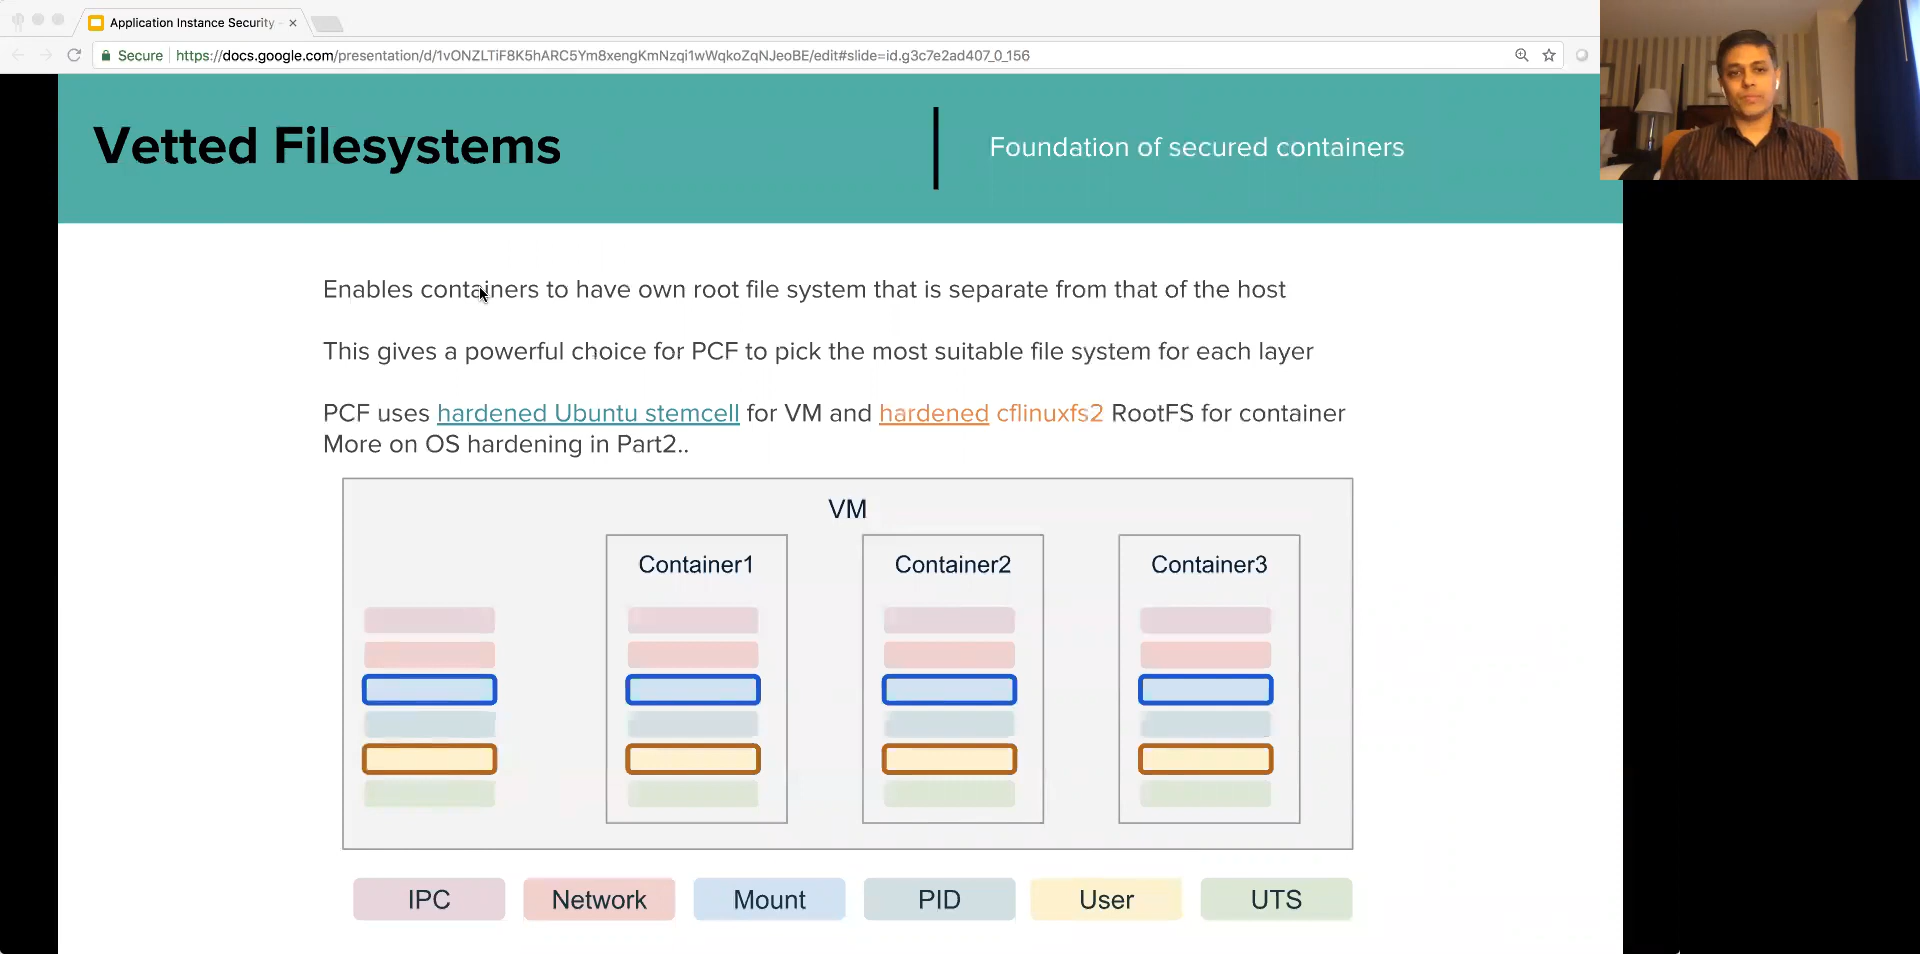 Application Instance Security
Secure
https://docs.google.com/presentation/d/1vONZLTiF8K5hARC5Ym8xengKmNzqi1wWqkoZqNJeoBE/edit#slide=id.g3c7e2ad407_0_156
Vetted Filesystems
Foundation of secured containers
Enables containers to have own root file system that is separate from that of the host
This gives a powerful choice for PCF to pick the most suitable file system for each layer
PCF uses hardened Ubuntu stemcell for VM and hardened cflinuxfs2 RootFS for container
More on OS hardening in Part2..
VM
Container1
Container2
Container3
IPC
Network
Mount
PID
User
UTS